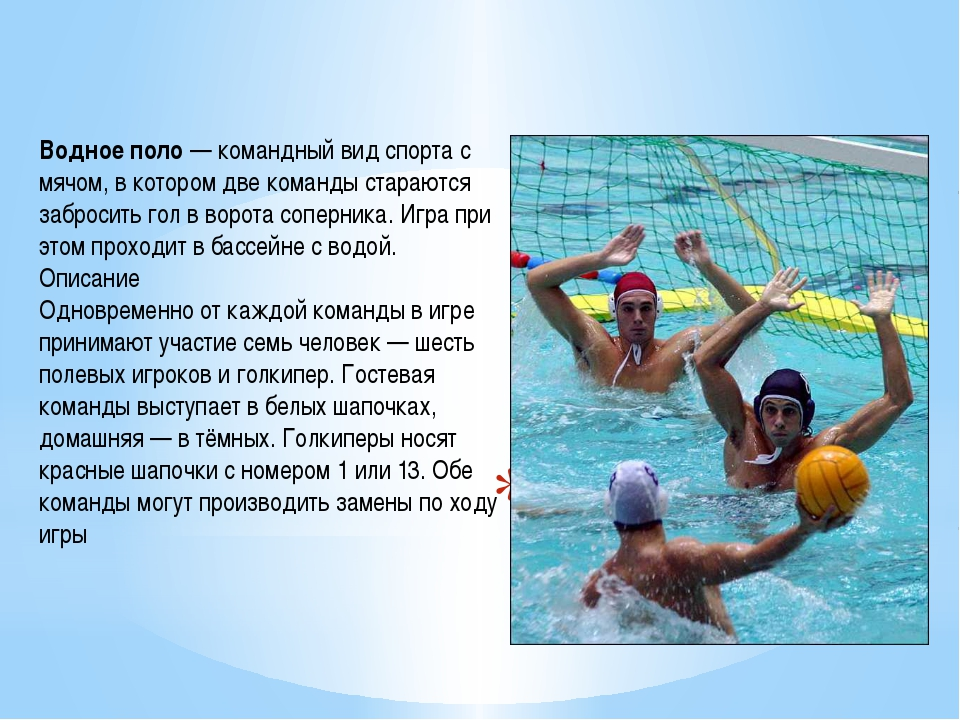 Водное поло — командный вид спорта с
мячом, в котором две команды стараются
забросить гол в ворота соперника. Игра при
этом проходит в бассейне с водой.
Описание
Одновременно от каждой команды в игре
принимают участие семь человек — шесть
полевых игроков и голкипер. Гостевая
команды выступает в белых шапочках,
домашняя — в тёмных. Голкиперы носят
красные шапочки с номером 1 или 13. Обе
команды могут производить замены по ходу
игры